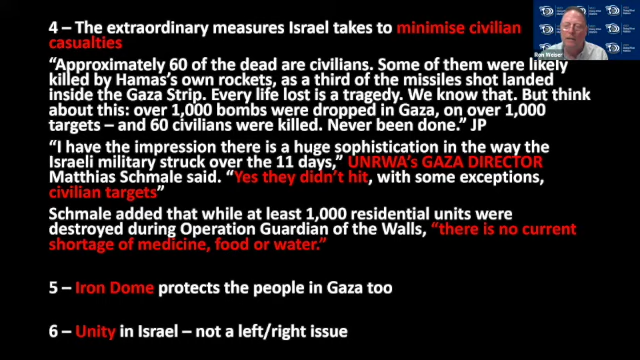 4 – The extraordinary measures Israel takes to minimise civilian
casualties
"Approximately 60 of the dead are civilians. Some of them were likely
killed by Hamas's own rockets, as a third of the missiles shot landed
inside the Gaza Strip. Every life lost is a tragedy. We know that. But think
about this: over 1,000 bombs were dropped in Gaza, on over 1,000
targets – and 60 civilians were killed. Never been done." JP
"I have the impression there is a huge sophistication in the way the
Israeli military struck over the 11 days," UNRWA's GAZA DIRECTOR
Matthias Schmale said. "Yes they didn't hit, with some exceptions,
civilian targets"
Schmale added that while at least 1,000 residential units were
destroyed during Operation Guardian of the Walls, "there is no current
shortage of medicine, food or water."
5 – Iron Dome protects the people in Gaza too
6 – Unity in Israel – not a left/right issue
Ron Weiser